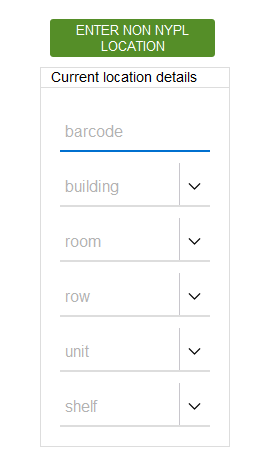 ENTER NON NYPL
LOCATION
Current location details
barcode
building
room
row
unit
shelf